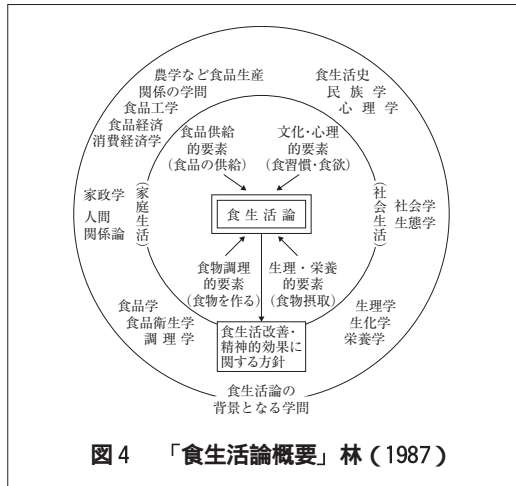 農学など食品生産
関係の学問
食品工学
食品経済
消費経済学
食生活史
民族学
心理学
食品供給
的要素
(食品の供給)
文化・心理
的要素
(食習慣・食欲)
家政学
人間
関係論
(家庭生活)
食生活論
(社会生活)
社会学
生態学
食物調理
的要素
(食物を作る)
生理・栄養
的要素
(食物摂取)
食品学
食品衛生学
調理学
食生活改善・
精神的効果に
関する方針
生理学
生化学
栄養学
食生活論の
背景となる学問
図4 「食生活論概要」林(1987)